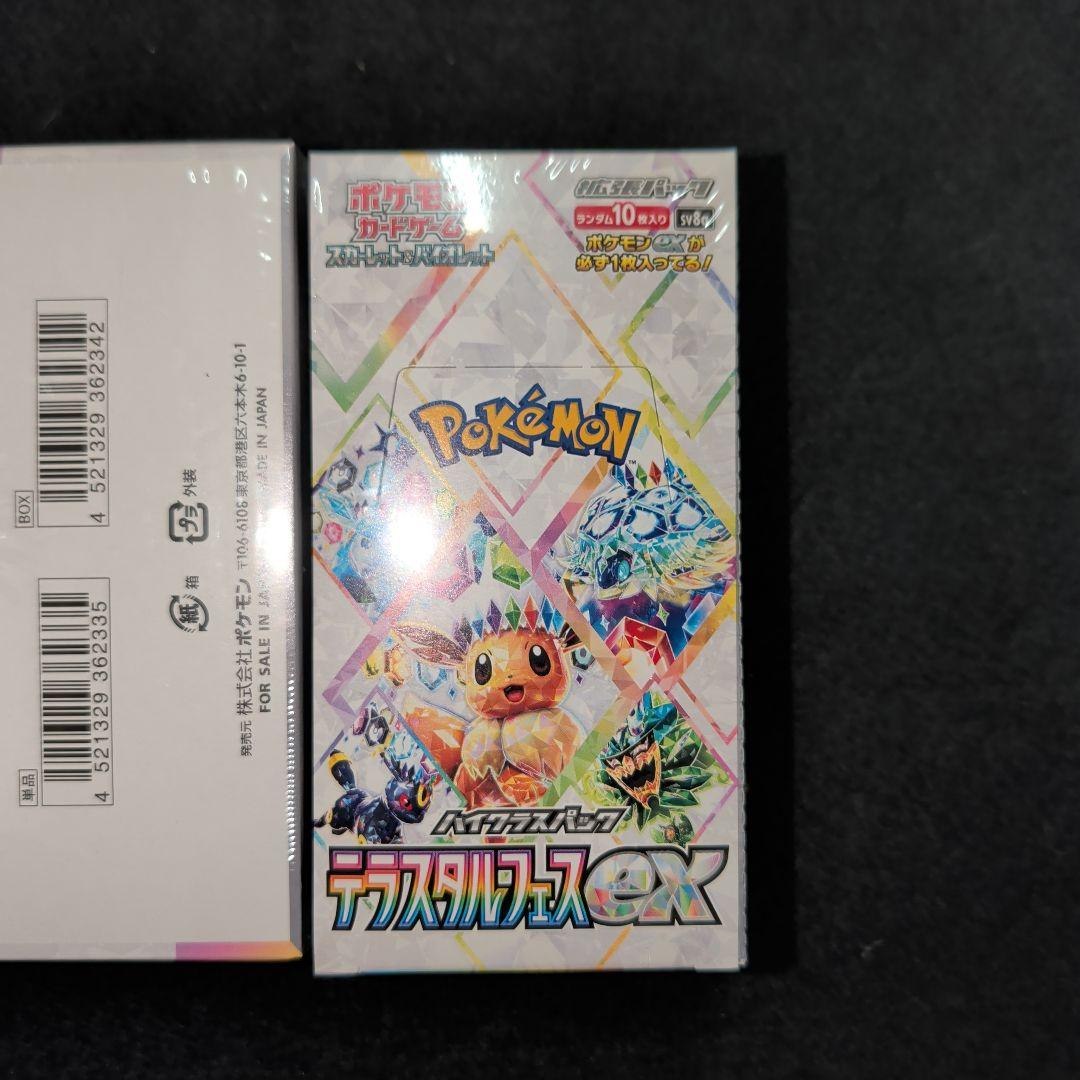 ポケモン
カードゲーム
スカーレット&バイオレット
拡張パック
ランダム10枚入り SV8a
ポケモンexが
必ず1枚入ってる!
POKéMON
TM
ハイクラスパック
テラスタルフェスex
BOX
4 521329 362342
単品
4 521329 362335
プラ 外装
紙 箱
発売元 株式会社ポケモン 〒106-6108 東京都港区六本木6-10-1
FOR SALE IN JAPAN MADE IN JAPAN